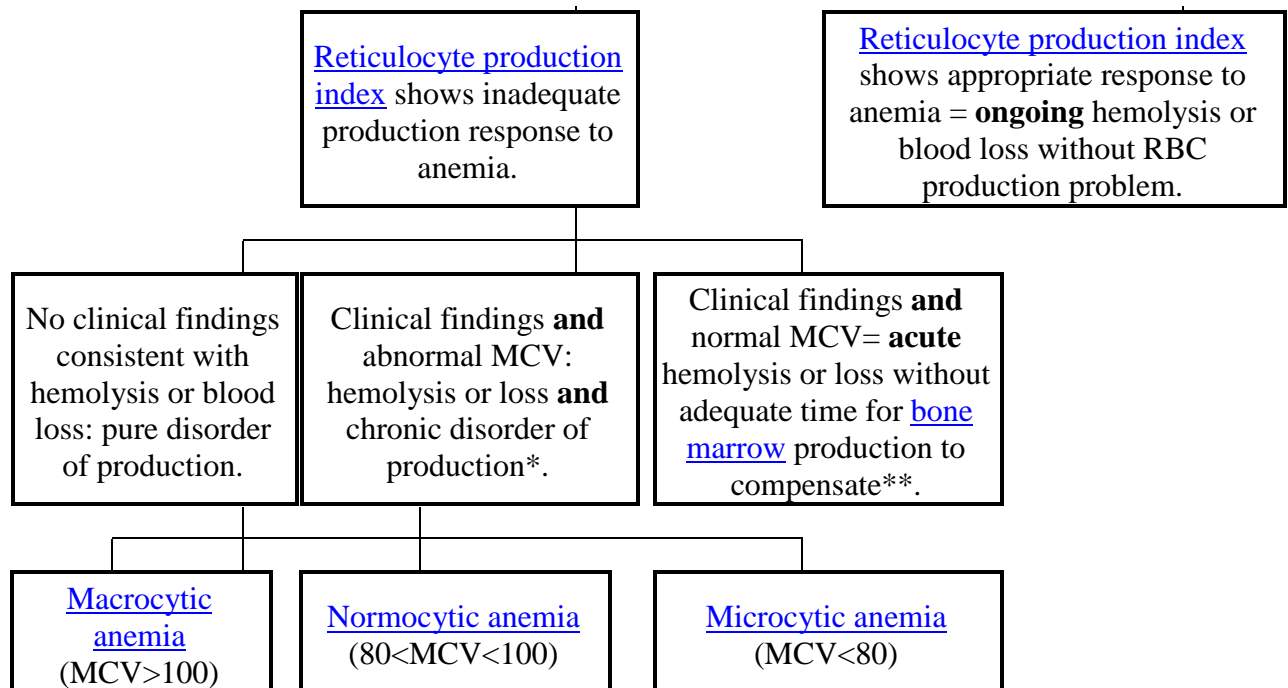 Reticulocyte production
index shows inadequate
production response to
anemia.
Reticulocyte production index
shows appropriate response to
anemia = ongoing hemolysis or
blood loss without RBC
production problem.
No clinical findings
consistent with
hemolysis or blood
loss: pure disorder
of production.
Clinical findings and
abnormal MCV:
hemolysis or loss and
chronic disorder of
production*.
Clinical findings and
normal MCV= acute
hemolysis or loss without
adequate time for bone
marrow production to
compensate**.
Macrocytic
anemia
(MCV>100)
Normocytic anemia
(80<MCV<100)
Microcytic anemia
(MCV<80)